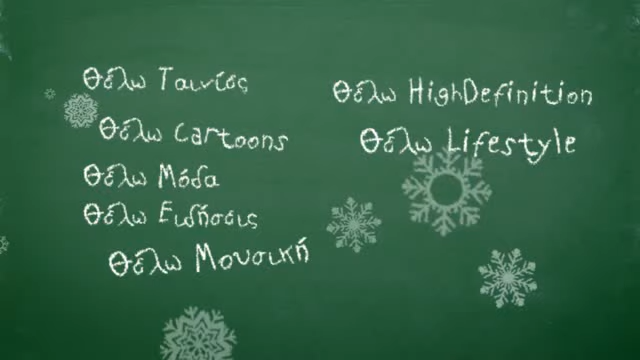 Θέλω Ταινίες
Θέλω Cartoons
Θέλω Μόδα
Θέλω Ειδήσεις
Θέλω Μουσική
Θέλω HighDefinition
Θέλω Lifestyle